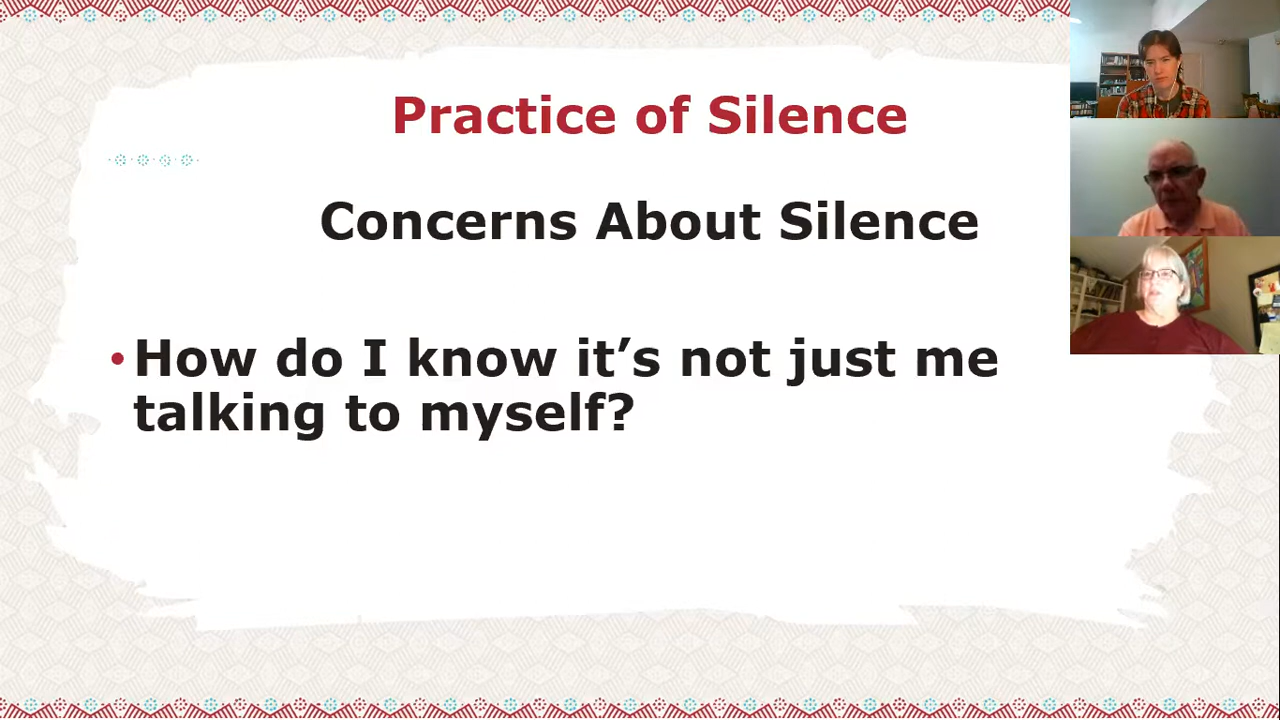 Practice of Silence
Concerns About Silence
•How do I know it’s not just me
talking to myself?